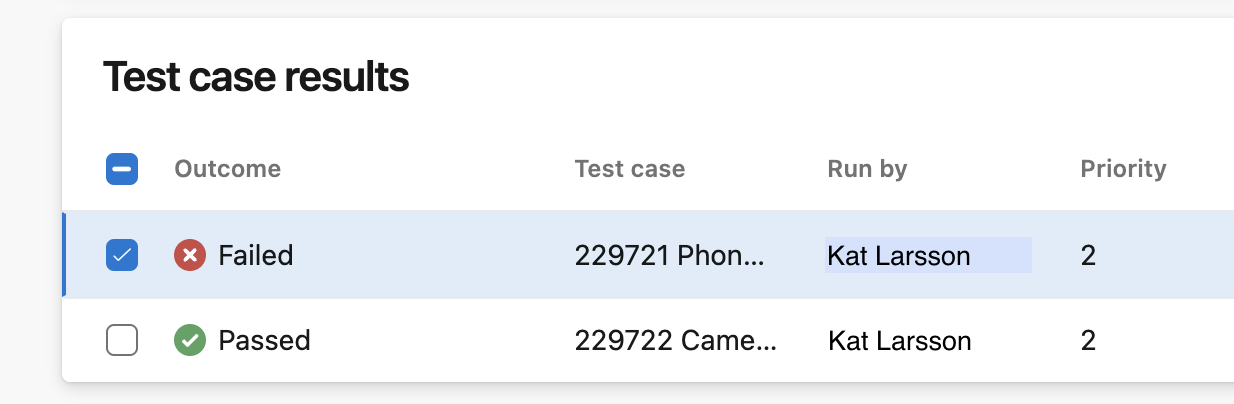 Test case results
Outcome Test case Run by Priority
Failed 229721 Phon... Kat Larsson 2
Passed 229722 Came... Kat Larsson 2